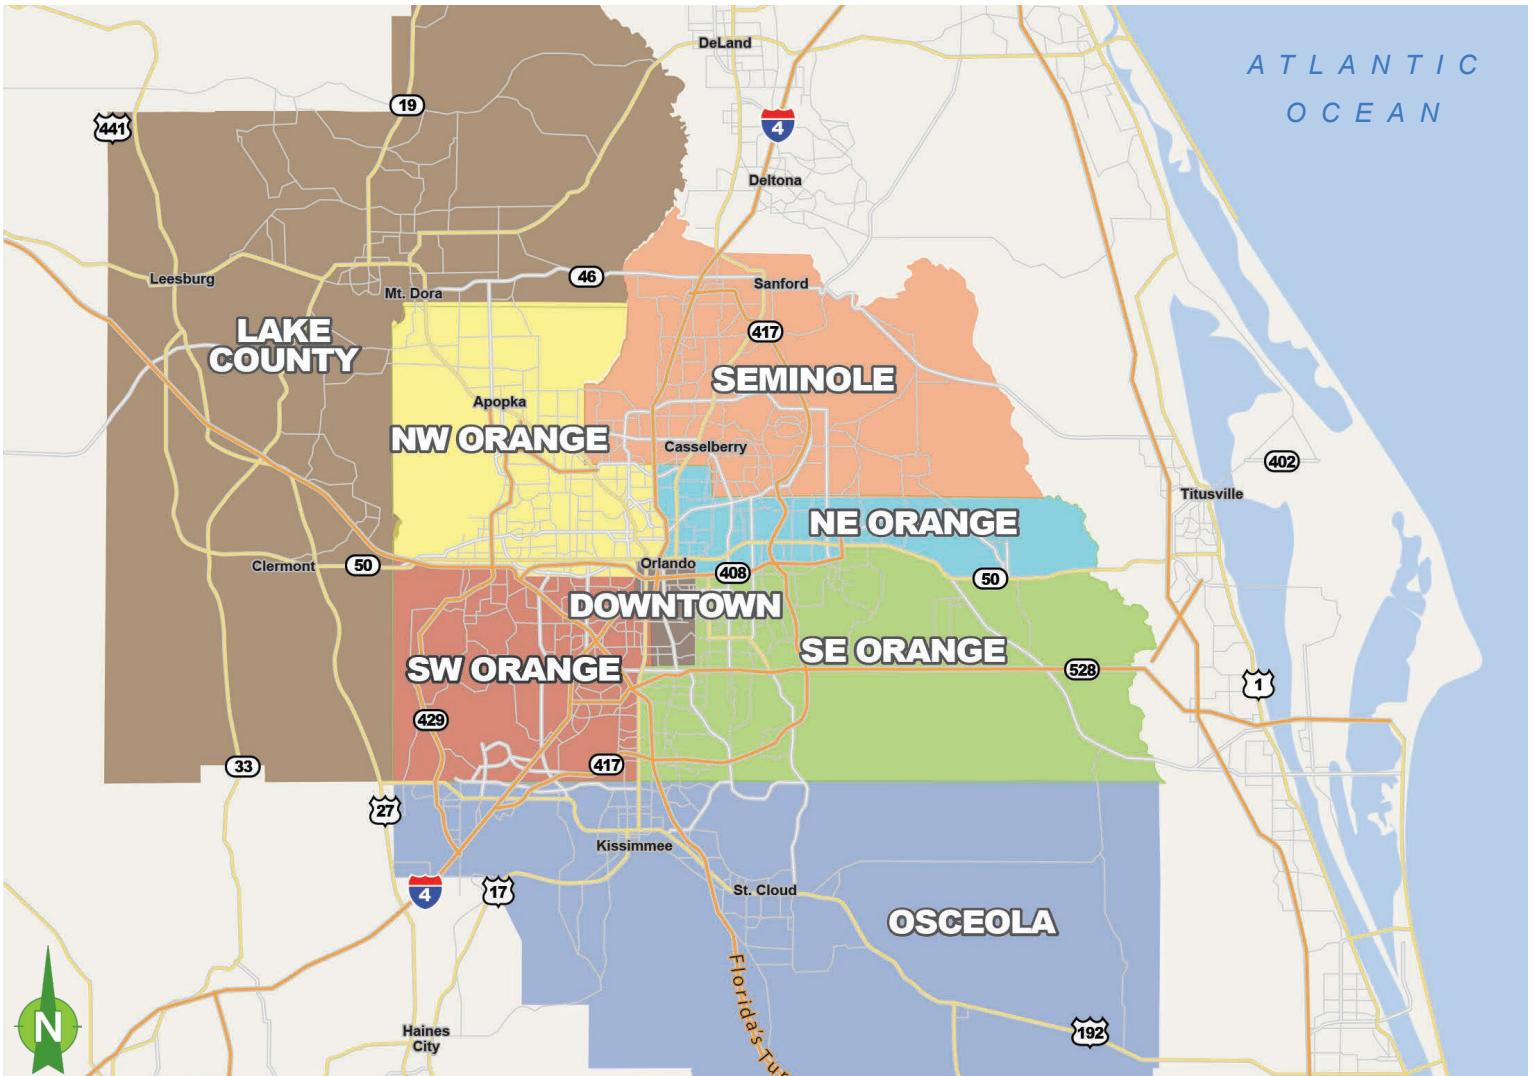 ATLANTIC
OCEAN
DeLand
19
441
4
Deltona
Leesburg
46
Sanford
Mt. Dora
LAKE
COUNTY
417
SEMINOLE
Apopka
NW ORANGE
Casselberry
402
Titusville
NE ORANGE
Clermont
50
Orlando
408
50
DOWNTOWN
SW ORANGE
SE ORANGE
528
1
429
33
417
27
Kissimmee
4
17
St. Cloud
OSCEOLA
Florida's Tur
N
Haines
City
192